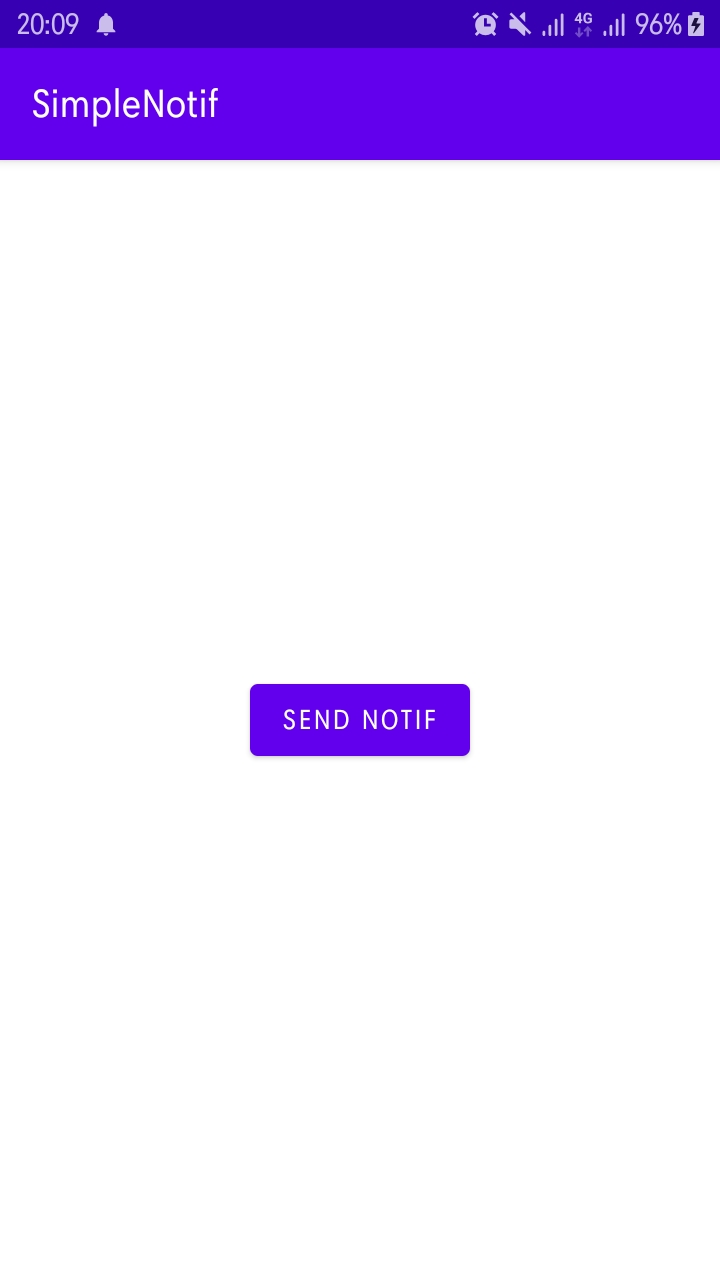 20:09 4G 96%
SimpleNotif
SEND NOTIF